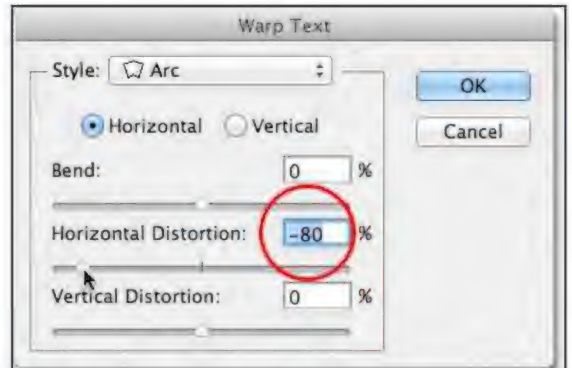 Warp Text
Style: Arc
OK
Horizontal Vertical
Cancel
Bend: 0 %
Horizontal Distortion: -80 %
Vertical Distortion: 0 %